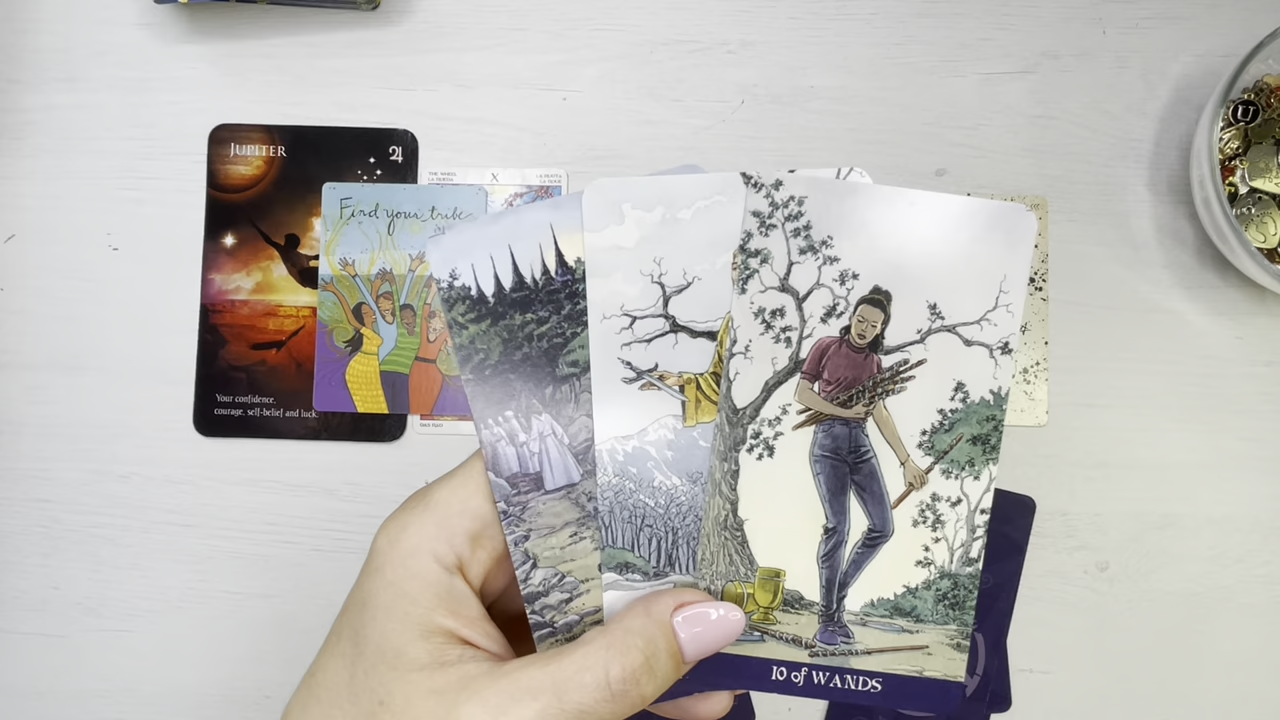 JUPITER
Your confidence,
courage, self-belief and luck.
Find your tribe
THE WHEEL
X
10 of WANDS
U